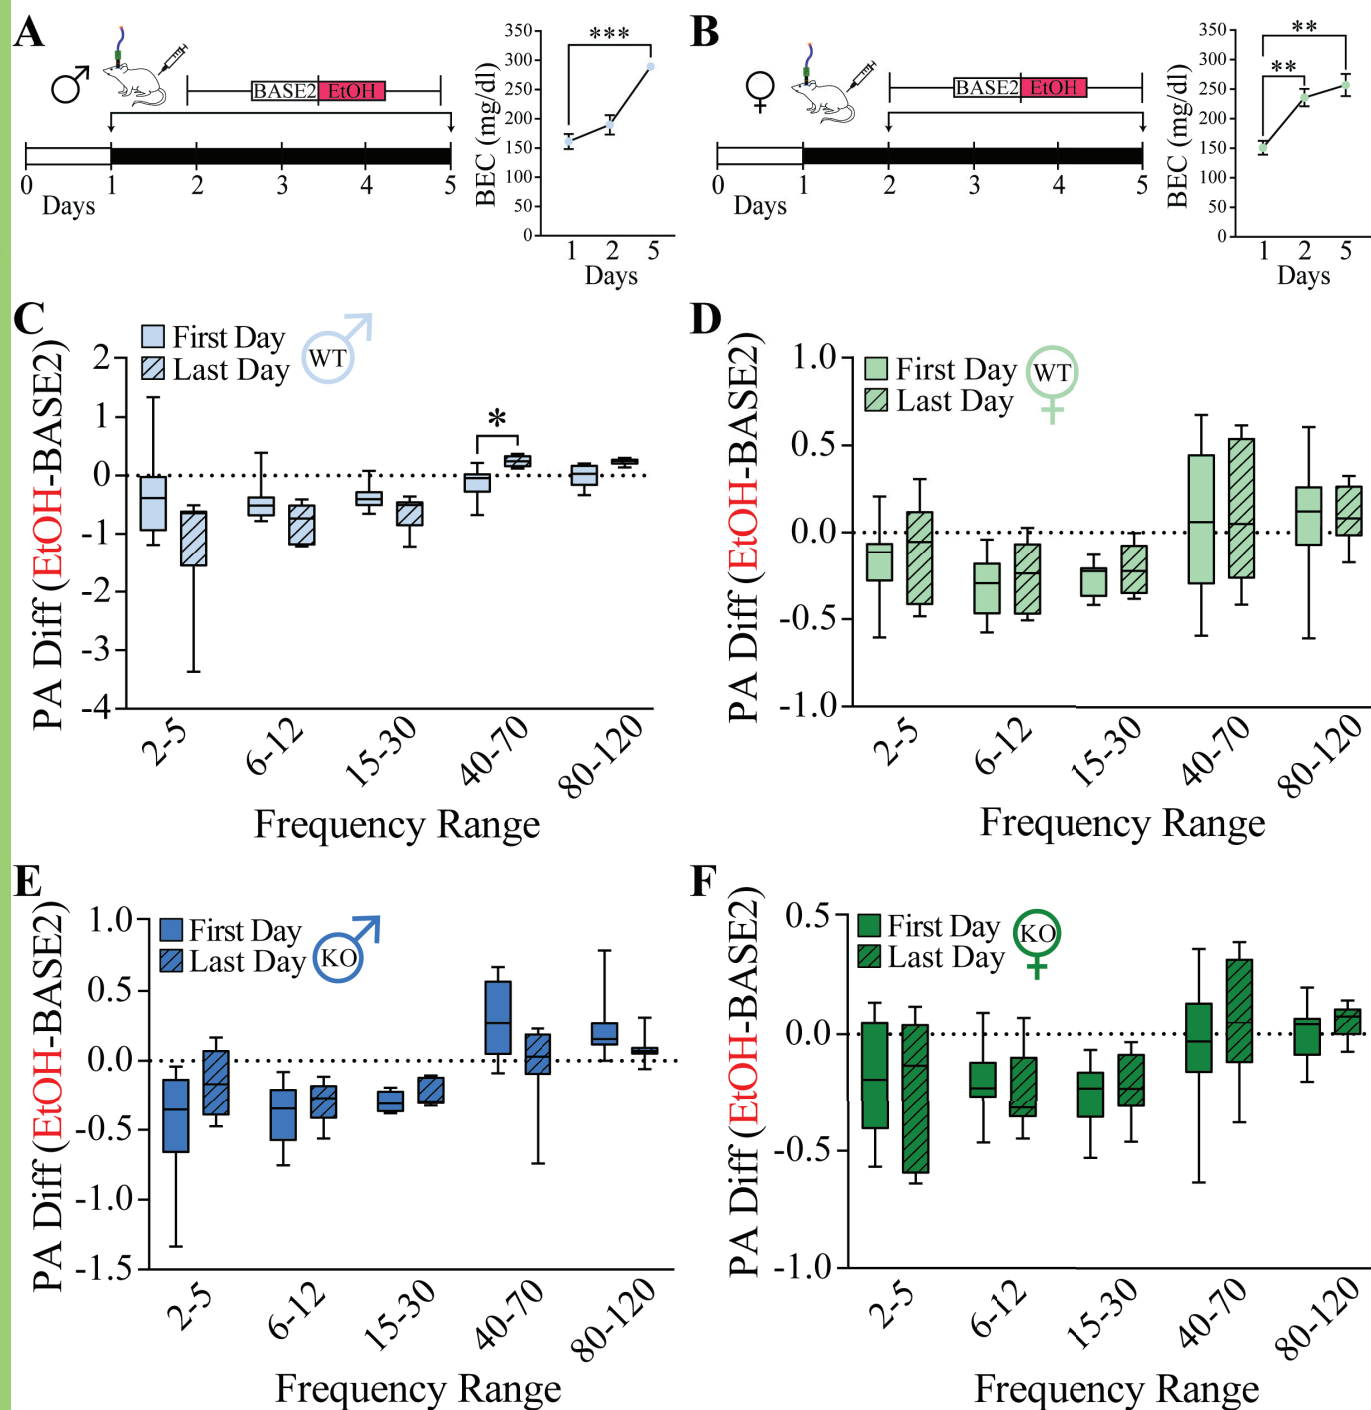 A
BASE2 EtOH
0 1 2 3 4 5
Days
BEC (mg/dl)
350
300
250
200
150
100
50
0
***
1 2 5
Days
B
BASE2 EtOH
0 1 2 3 4 5
Days
BEC (mg/dl)
350
300
250
200
150
100
50
0
**
**
1 2 5
Days
C
First Day
Last Day
WT
PA Diff (EtOH-BASE2)
2
1
0
-1
-2
-3
-4
*
2-5 6-12 15-30 40-70 80-120
Frequency Range
D
First Day
Last Day
WT
PA Diff (EtOH-BASE2)
1.0
0.5
0.0
-0.5
-1.0
2-5 6-12 15-30 40-70 80-120
Frequency Range
E
First Day
Last Day
KO
PA Diff (EtOH-BASE2)
1.0
0.5
0.0
-0.5
-1.0
-1.5
2-5 6-12 15-30 40-70 80-120
Frequency Range
F
First Day
Last Day
KO
PA Diff (EtOH-BASE2)
0.5
0.0
-0.5
-1.0
2-5 6-12 15-30 40-70 80-120
Frequency Range